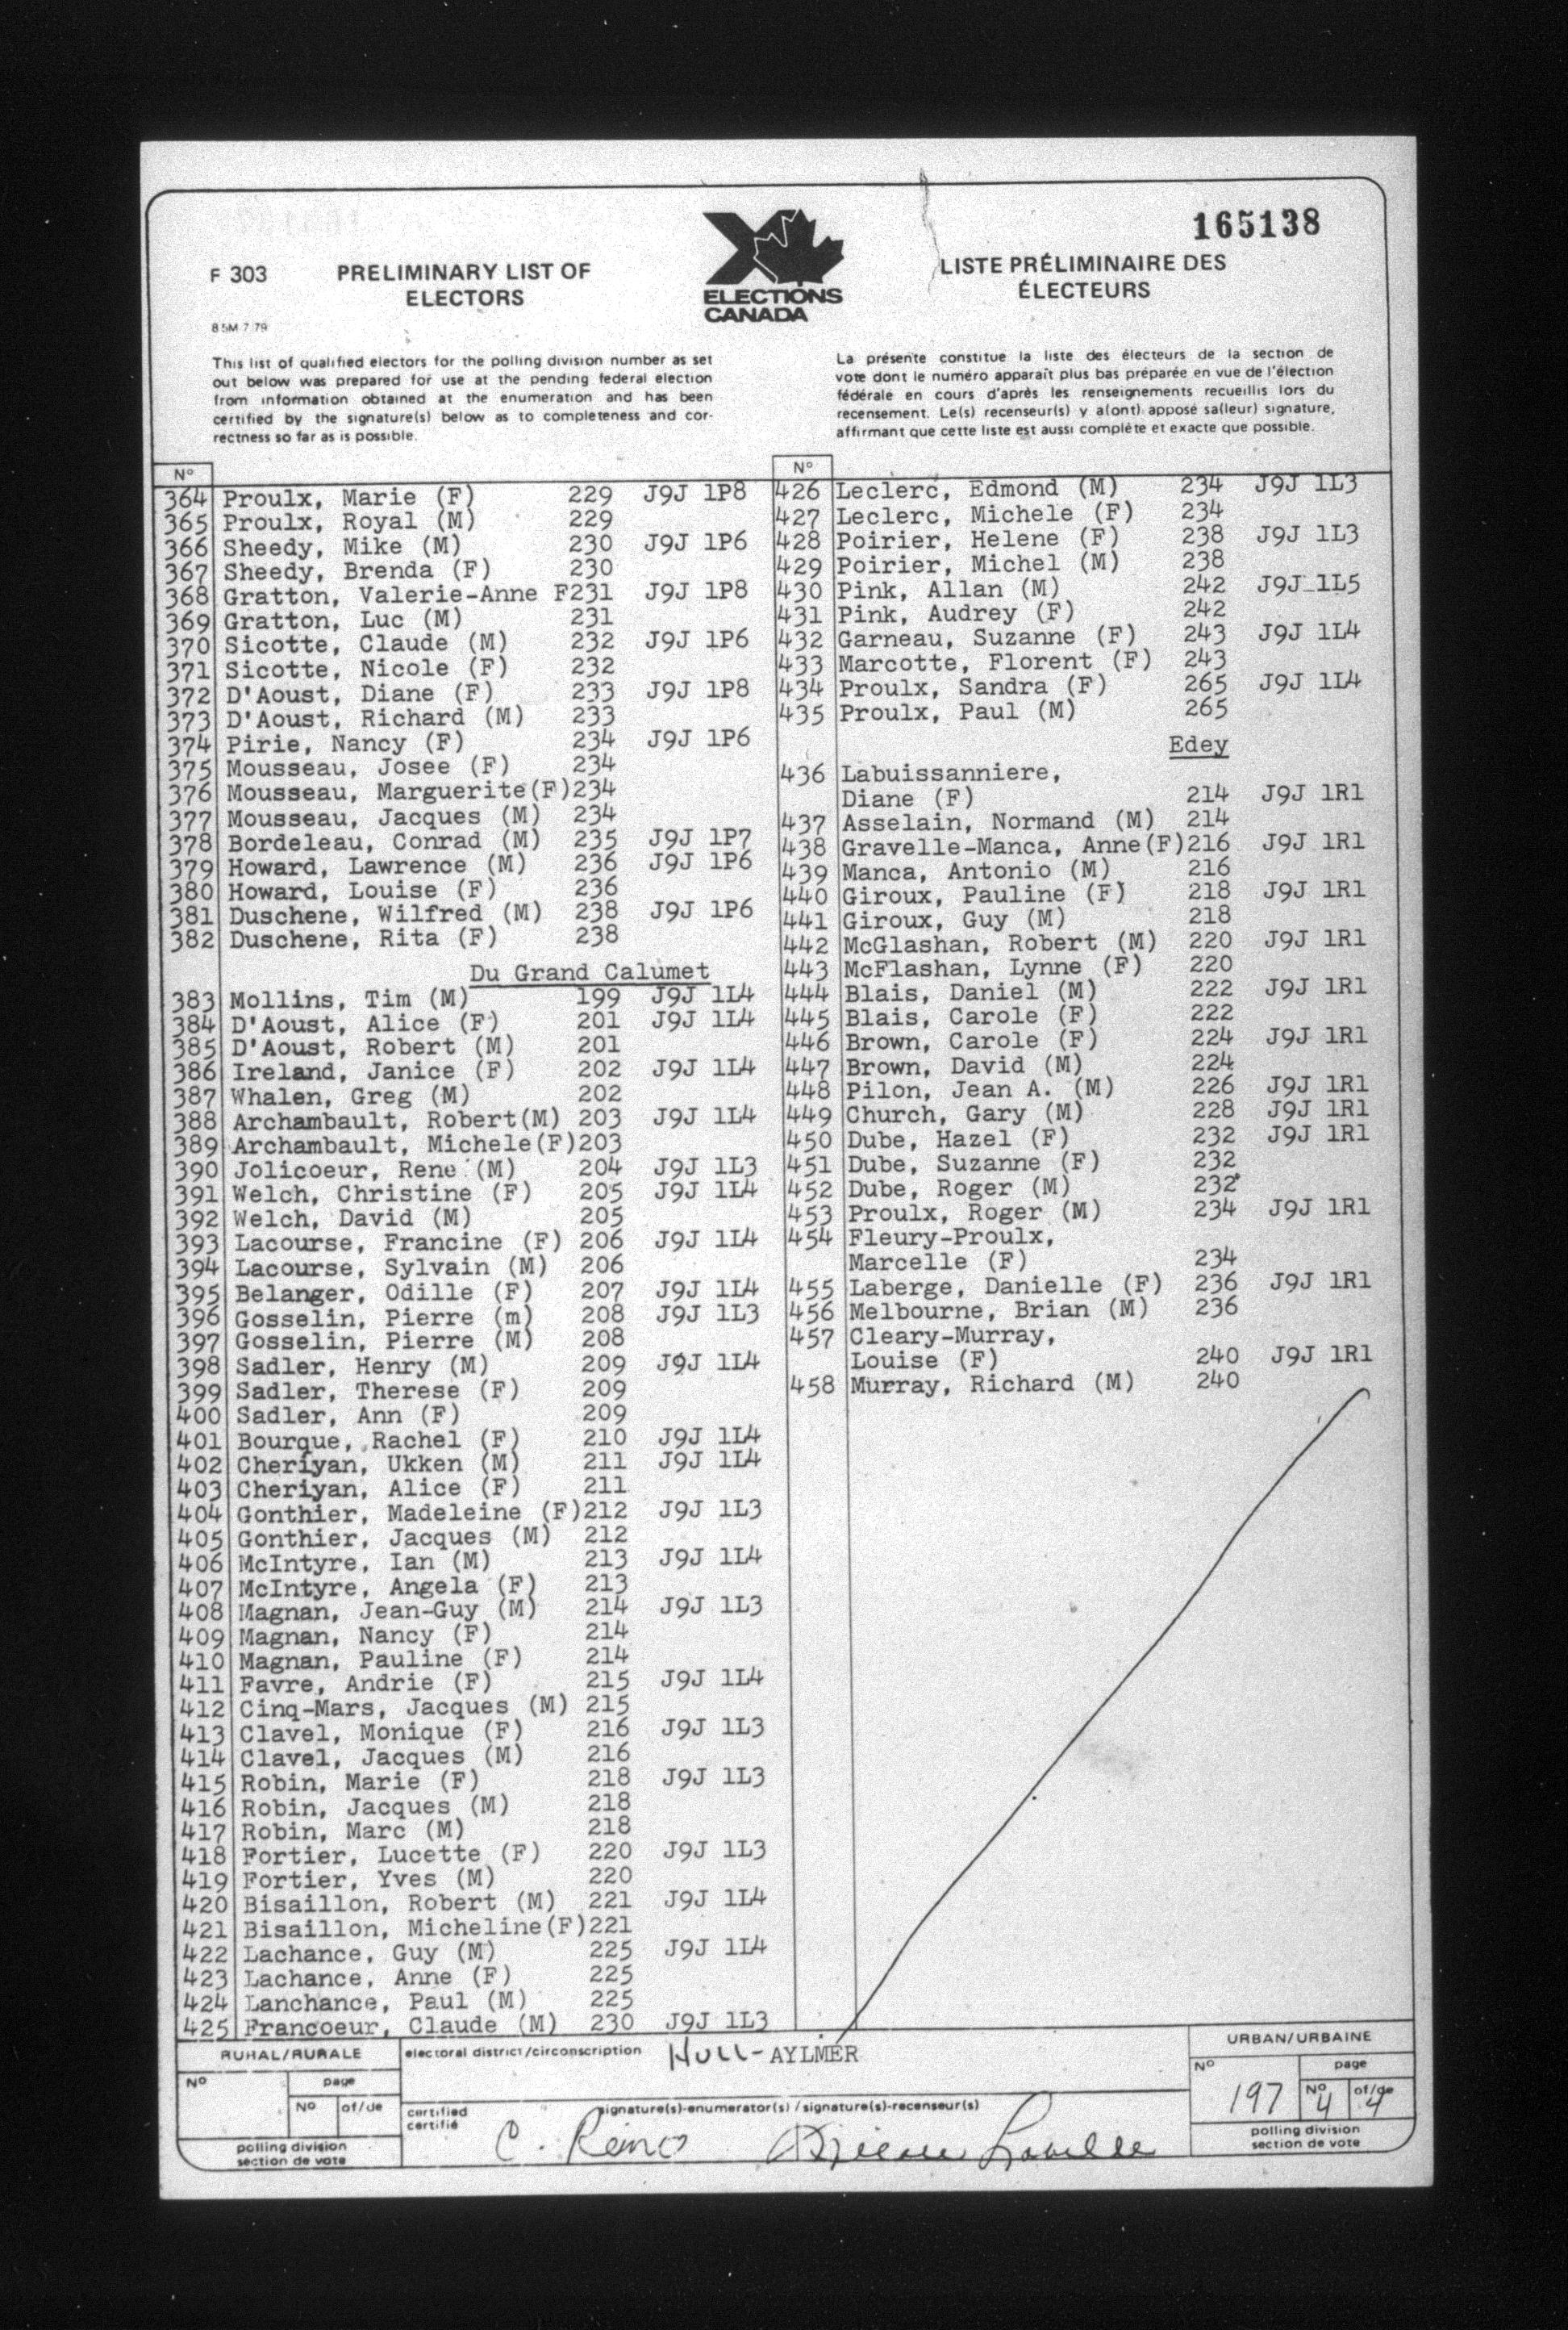 165138
F 303
PRELIMINARY LIST OF
ELECTORS
8 5M 7 79
ELECTIONS
CANADA
LISTE PRÉLIMINAIRE DES
ÉLECTEURS
This list of qualified electors for the polling division number as set
out below was prepared for use at the pending federal election
from information obtained at the enumeration and has been
certified by the signature(s) below as to completeness and cor-
rectness so far as is possible.
La présente constitue la liste des électeurs de la section de
vote dont le numéro apparaît plus bas préparée en vue de l'élection
fédérale en cours d'après les renseignements recueillis lors du
recensement. Le(s) recenseur(s) y a(ont) apposé sa(leur) signature,
affirmant que cette liste est aussi complète et exacte que possible.
Nº
364 Proulx, Marie (F) 229 J9J 1P8
365 Proulx, Royal (M) 229
366 Sheedy, Mike (M) 230 J9J 1P6
367 Sheedy, Brenda (F) 230
368 Gratton, Valerie-Anne F231 J9J 1P8
369 Gratton, Luc (M) 231
370 Sicotte, Claude (M) 232 J9J 1P6
371 Sicotte, Nicole (F) 232
372 D'Aoust, Diane (F) 233 J9J 1P8
373 D'Aoust, Richard (M) 233
374 Pirie, Nancy (F) 234 J9J 1P6
375 Mousseau, Josee (F) 234
376 Mousseau, Marguerite(F)234
377 Mousseau, Jacques (M) 234
378 Bordeleau, Conrad (M) 235 J9J 1P7
379 Howard, Lawrence (M) 236 J9J 1P6
380 Howard, Louise (F) 236
381 Duschene, Wilfred (M) 238 J9J 1P6
382 Duschene, Rita (F) 238
Du Grand Calumet
383 Mollins, Tim (M) 199 J9J 1L4
384 D'Aoust, Alice (F) 201 J9J 1L4
385 D'Aoust, Robert (M) 201
386 Ireland, Janice (F) 202 J9J 1L4
387 Whalen, Greg (M) 202
388 Archambault, Robert(M) 203 J9J 1L4
389 Archambault, Michele(F)203
390 Jolicoeur, Rene (M) 204 J9J 1L3
391 Welch, Christine (F) 205 J9J 1L4
392 Welch, David (M) 205
393 Lacourse, Francine (F) 206 J9J 1L4
394 Lacourse, Sylvain (M) 206
395 Belanger, Odille (F) 207 J9J 1L4
396 Gosselin, Pierre (m) 208 J9J 1L3
397 Gosselin, Pierre (M) 208
398 Sadler, Henry (M) 209 J9J 1L4
399 Sadler, Therese (F) 209
400 Sadler, Ann (F) 209
401 Bourque, Rachel (F) 210 J9J 1L4
402 Cheriyan, Ukken (M) 211 J9J 1L4
403 Cheriyan, Alice (F) 211
404 Gonthier, Madeleine (F)212 J9J 1L3
405 Gonthier, Jacques (M) 212
406 McIntyre, Ian (M) 213 J9J 1L4
407 McIntyre, Angela (F) 213
408 Magnan, Jean-Guy (M) 214 J9J 1L3
409 Magnan, Nancy (F) 214
410 Magnan, Pauline (F) 214
411 Favre, Andrie (F) 215 J9J 1L4
412 Cinq-Mars, Jacques (M) 215
413 Clavel, Monique (F) 216 J9J 1L3
414 Clavel, Jacques (M) 216
415 Robin, Marie (F) 218 J9J 1L3
416 Robin, Jacques (M) 218
417 Robin, Marc (M) 218
418 Fortier, Lucette (F) 220 J9J 1L3
419 Fortier, Yves (M) 220
420 Bisaillon, Robert (M) 221 J9J 1L4
421 Bisaillon, Micheline(F)221
422 Lachance, Guy (M) 225 J9J 1L4
423 Lachance, Anne (F) 225
424 Lanchance, Paul (M) 225
425 Francoeur, Claude (M) 230 J9J 1L3
Nº
426 Leclerc, Edmond (M) 234 J9J 1L3
427 Leclerc, Michele (F) 234
428 Poirier, Helene (F) 238 J9J 1L3
429 Poirier, Michel (M) 238
430 Pink, Allan (M) 242 J9J 1L5
431 Pink, Audrey (F) 242
432 Garneau, Suzanne (F) 243 J9J 1L4
433 Marcotte, Florent (F) 243
434 Proulx, Sandra (F) 265 J9J 1L4
435 Proulx, Paul (M) 265
Edey
436 Labuissanniere,
Diane (F) 214 J9J 1R1
437 Asselain, Normand (M) 214
438 Gravelle-Manca, Anne(F)216 J9J 1R1
439 Manca, Antonio (M) 216
440 Giroux, Pauline (F) 218 J9J 1R1
441 Giroux, Guy (M) 218
442 McGlashan, Robert (M) 220 J9J 1R1
443 McFlashan, Lynne (F) 220
444 Blais, Daniel (M) 222 J9J 1R1
445 Blais, Carole (F) 222
446 Brown, Carole (F) 224 J9J 1R1
447 Brown, David (M) 224
448 Pilon, Jean A. (M) 226 J9J 1R1
449 Church, Gary (M) 228 J9J 1R1
450 Dube, Hazel (F) 232 J9J 1R1
451 Dube, Suzanne (F) 232
452 Dube, Roger (M) 232
453 Proulx, Roger (M) 234 J9J 1R1
454 Fleury-Proulx,
Marcelle (F) 234
455 Laberge, Danielle (F) 236 J9J 1R1
456 Melbourne, Brian (M) 236
457 Cleary-Murray,
Louise (F) 240 J9J 1R1
458 Murray, Richard (M) 240
RURAL/RURALE
Nº
page
Nº of/de
polling division
section de vote
electoral district/circonscription HULL-AYLMER
certified
certifié
signature(s)-enumerator(s) / signature(s)-recenseur(s)
C.
URBAN/URBAINE
Nº 197
page
Nº 4 of/de 4
polling division
section de vote